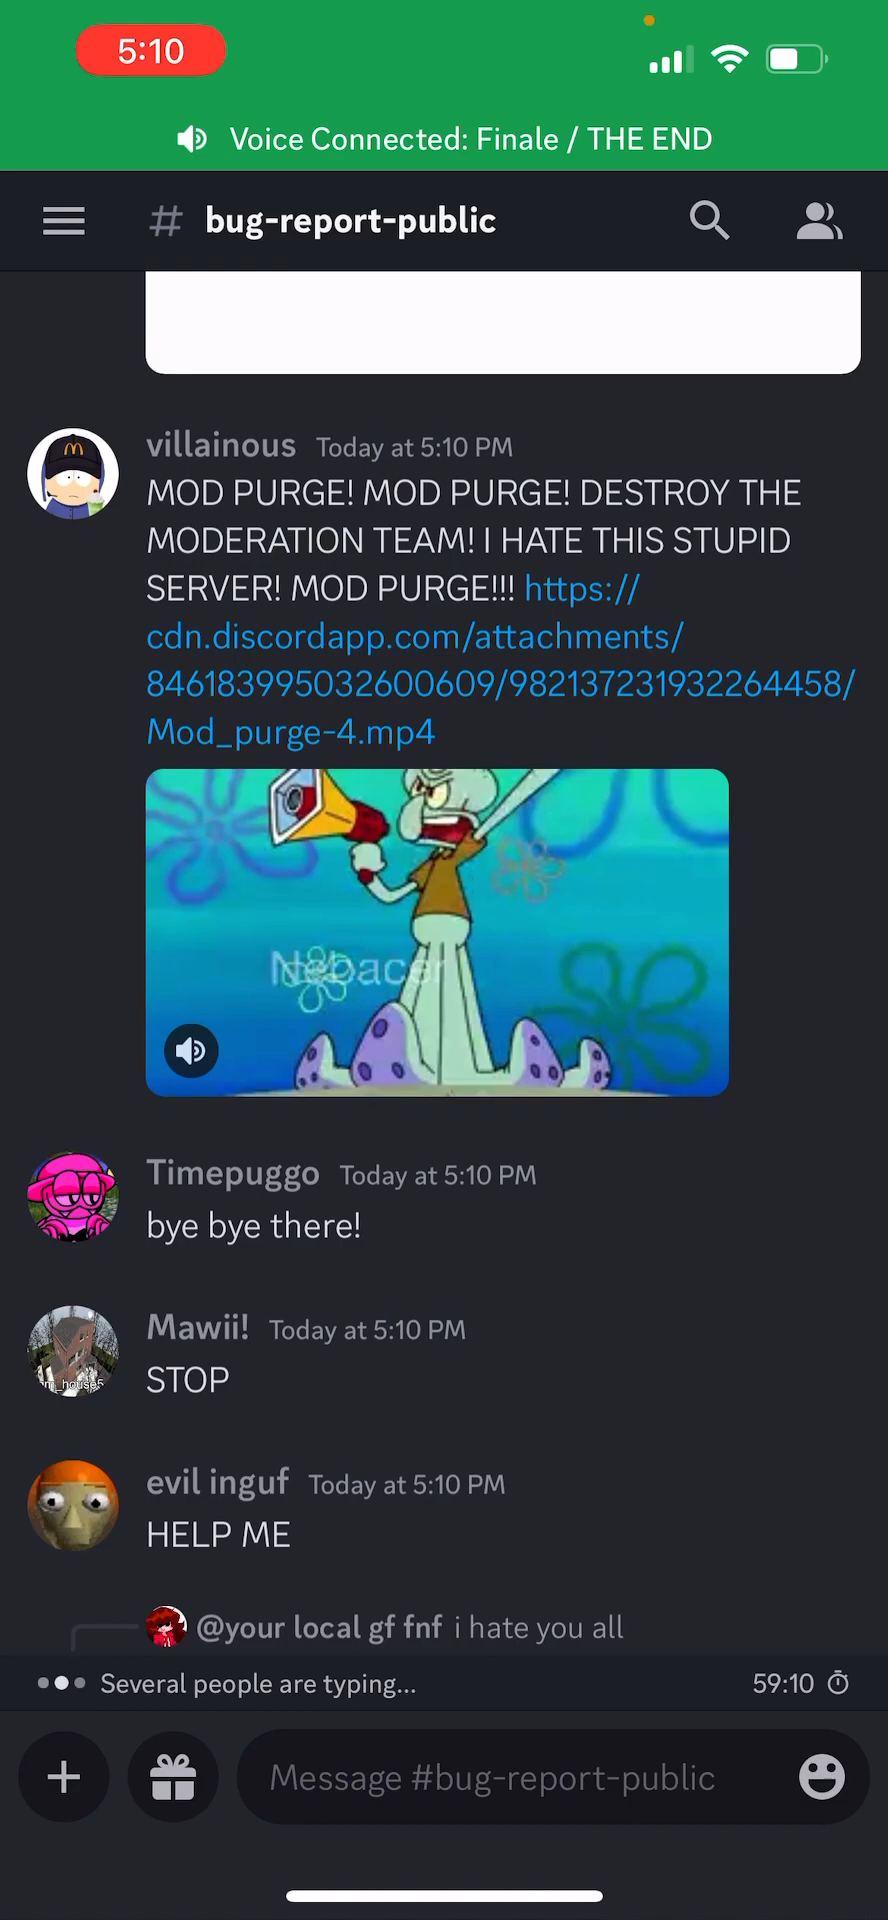 5:10
Voice Connected: Finale / THE END
# bug-report-public
villainous Today at 5:10 PM
MOD PURGE! MOD PURGE! DESTROY THE
MODERATION TEAM! I HATE THIS STUPID
SERVER! MOD PURGE!!! https://
cdn.discordapp.com/attachments/
846183995032600609/982137231932264458/
Mod_purge-4.mp4
Timepuggo Today at 5:10 PM
bye bye there!
Mawii! Today at 5:10 PM
STOP
evil inguf Today at 5:10 PM
HELP ME
@your local gf fnf i hate you all
Several people are typing... 59:10
Message #bug-report-public